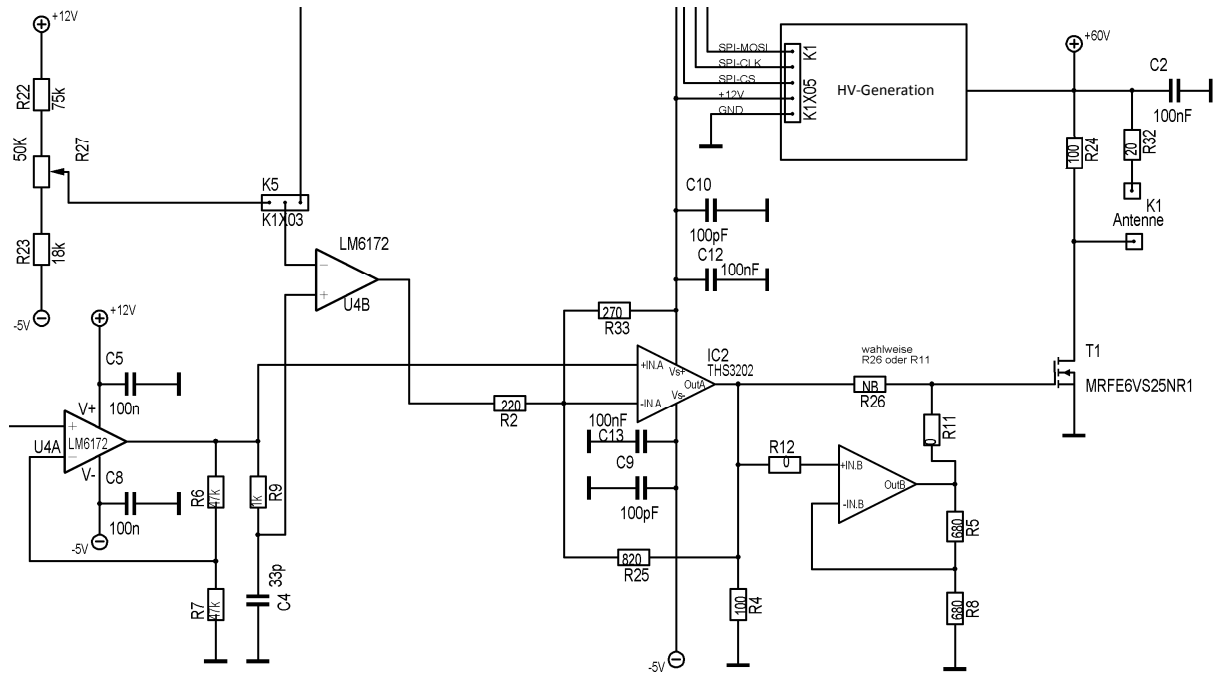 +12V
R22
75k
50K
R27
R23
18k
-5V
K5
K1X03
LM6172
U4B
+12V
C5
100n
V+
U4A
LM6172
V-
C8
100n
-5V
R6
47k
R9
1k
R7
47k
33p
C4
SPI-MOSI
SPI-CLK
SPI-CS
+12V
GND
K1
K1X05
HV-Generation
+60V
C2
100nF
R24
100
R32
20
K1
Antenne
C10
100pF
C12
100nF
270
R33
IC2
THS3202
+IN.A
-IN.A
Vs+
OutA
Vs-
220
R2
100nF
C13
C9
100pF
820
R25
R4
100
wahlweise
R26 oder R11
NB
R26
R11
0
R12
0
+IN.B
-IN.B
OutB
R5
680
R8
680
T1
MRFE6VS25NR1
-5V